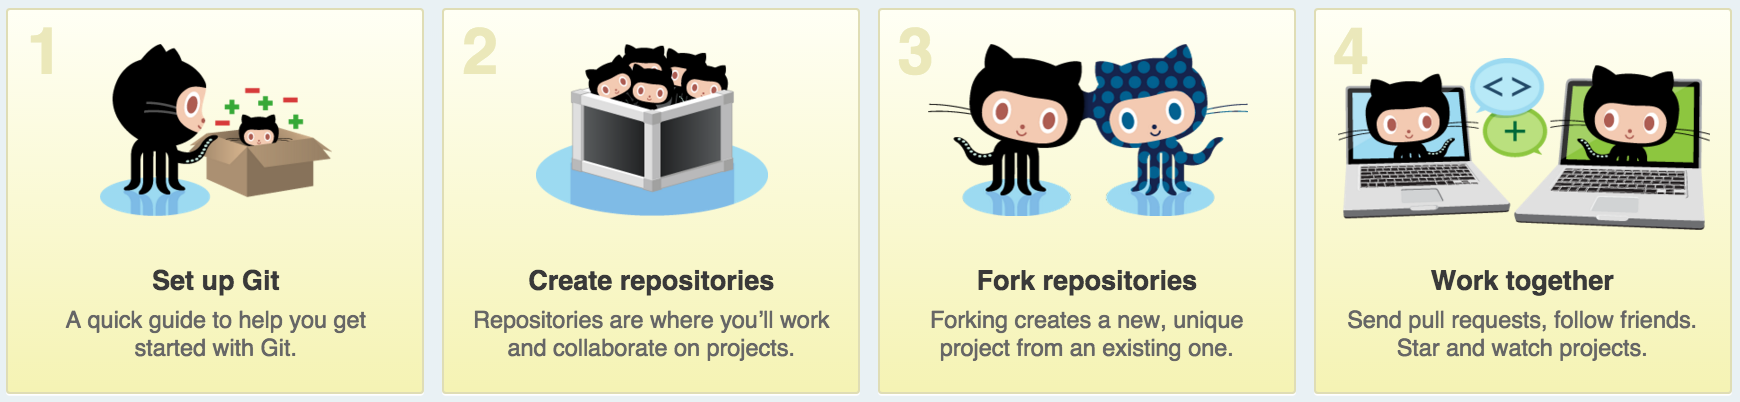 1
Set up Git
A quick guide to help you get
started with Git.
2
Create repositories
Repositories are where you’ll work
and collaborate on projects.
3
Fork repositories
Forking creates a new, unique
project from an existing one.
4
< >
+
Work together
Send pull requests, follow friends.
Star and watch projects.